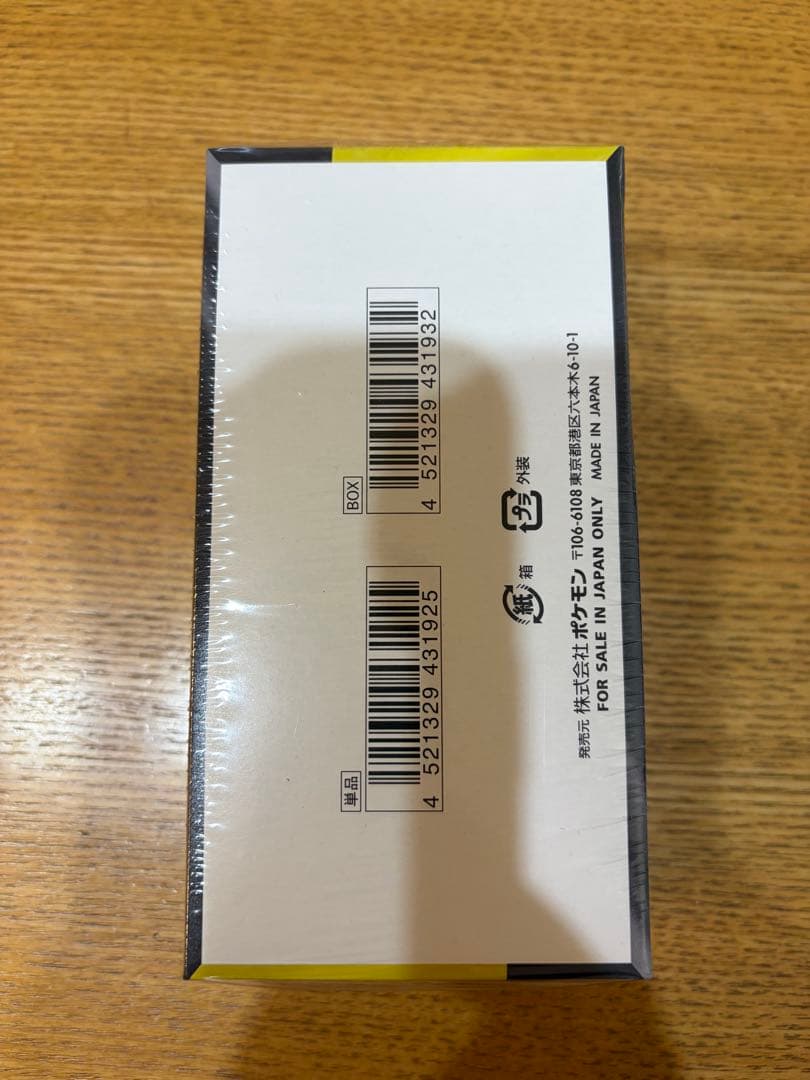 単品
4 521329 431925
BOX
4 521329 431932
紙 箱
プラ 外装
発売元 株式会社ポケモン 〒106-6108 東京都港区六本木6-10-1
FOR SALE IN JAPAN ONLY MADE IN JAPAN